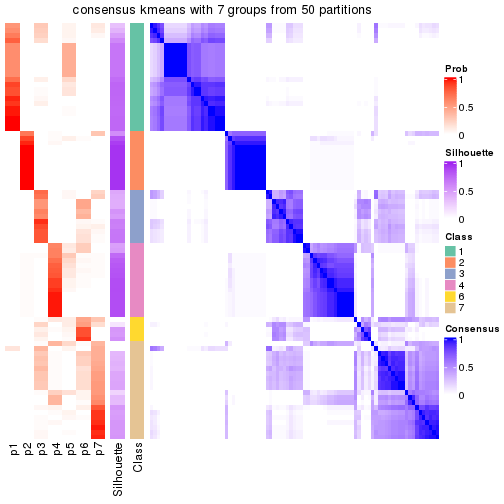 consensus kmeans with 7 groups from 50 partitions
Prob
1
0.5
0
Silhouette
1
0.5
0
Class
1
2
3
4
6
7
Consensus
1
0.5
0
p1
p2
p3
p4
p5
p6
p7
Silhouette
Class